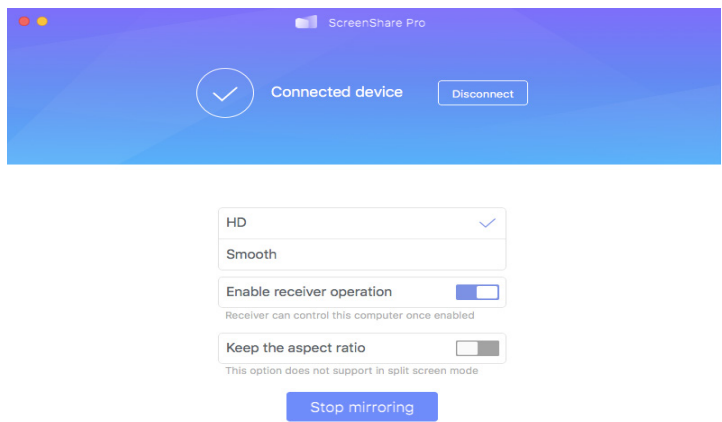 ScreenShare Pro
Connected device
Disconnect
HD
Smooth
Enable receiver operation
Receiver can control this computer once enabled
Keep the aspect ratio
This option does not support in split screen mode
Stop mirroring